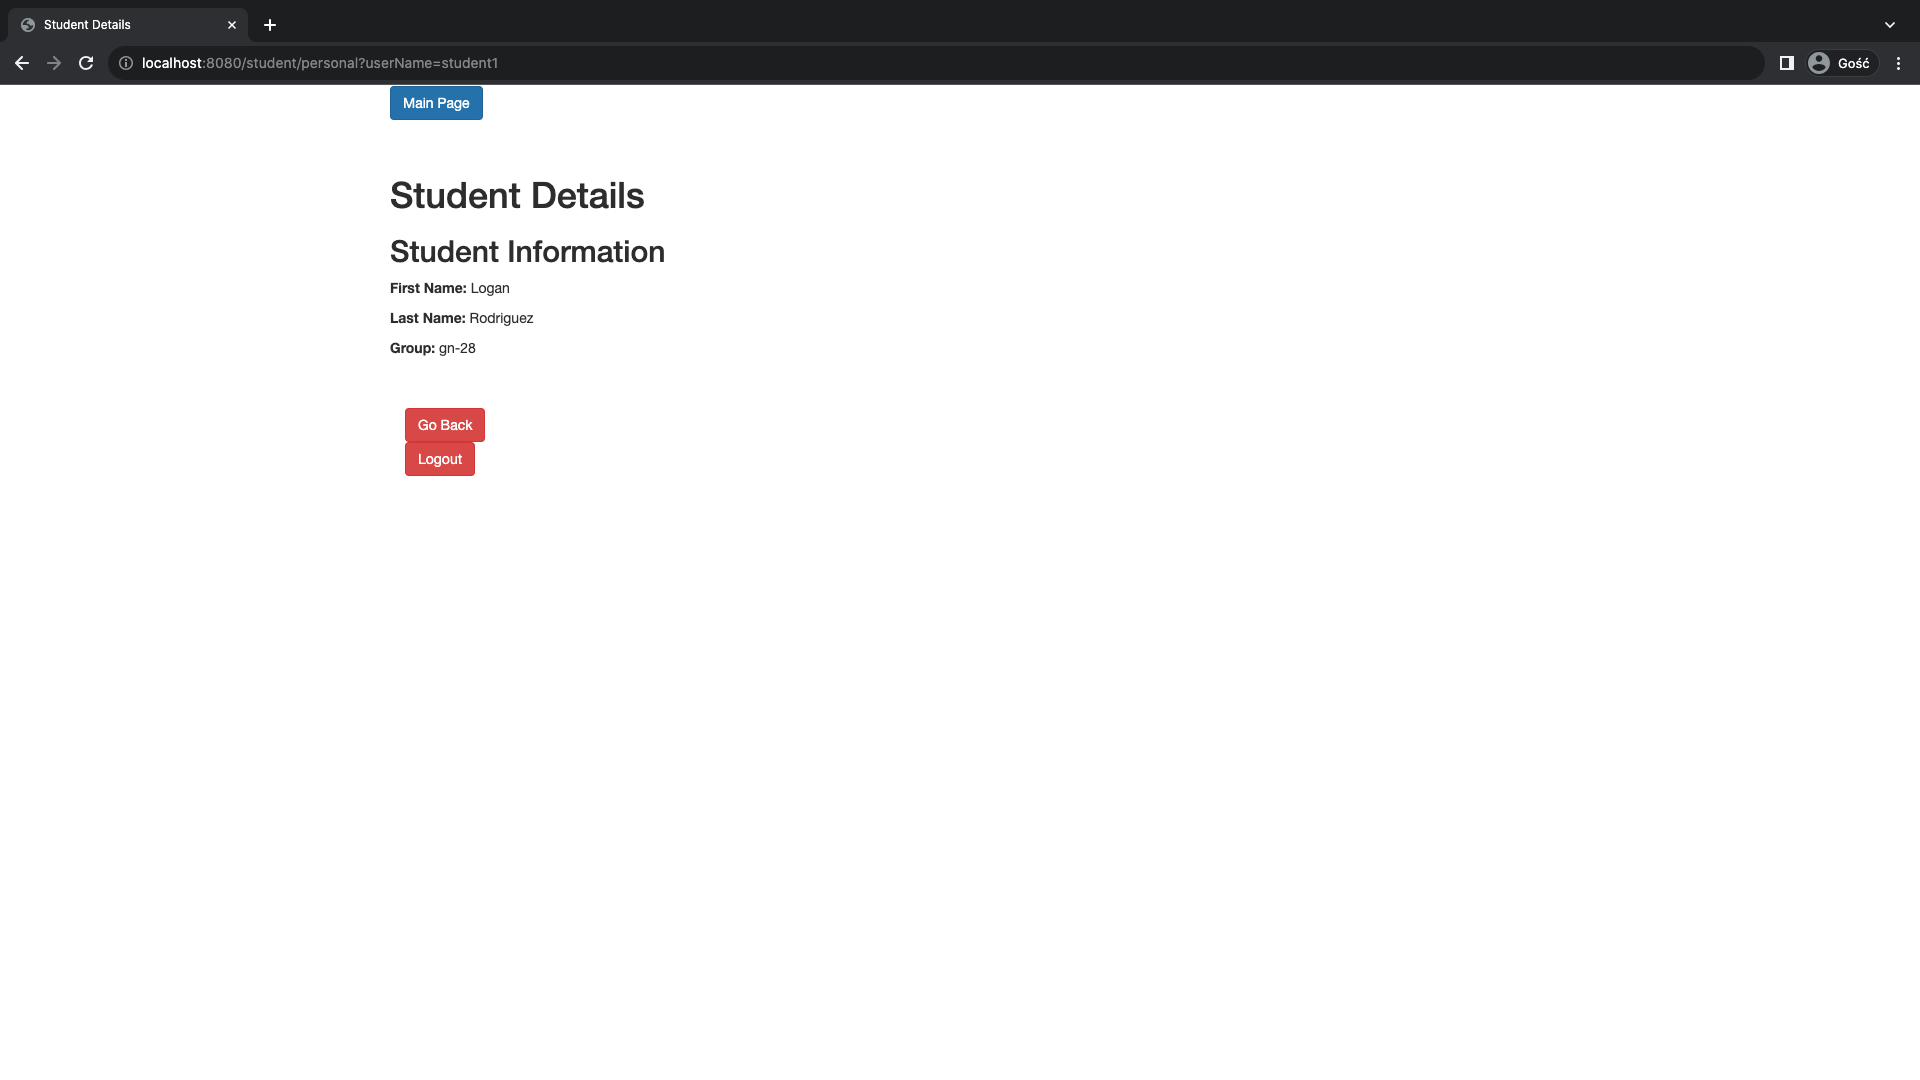 Student Details
localhost:8080/student/personal?userName=student1
Gość
Main Page
Student Details
Student Information
First Name: Logan
Last Name: Rodriguez
Group: gn-28
Go Back
Logout